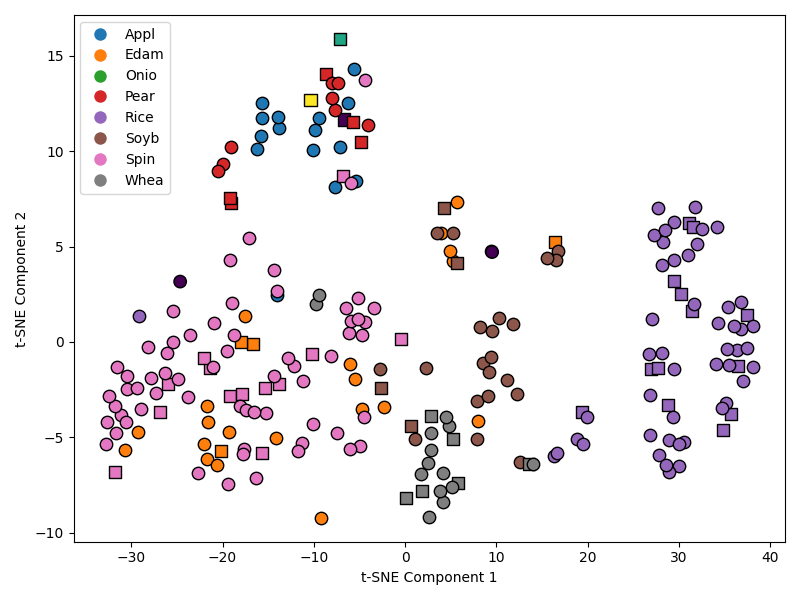 Appl
Edam
Onio
Pear
Rice
Soyb
Spin
Whea
15
10
5
0
−5
−10
t-SNE Component 2
−30 −20 −10 0 10 20 30 40
t-SNE Component 1